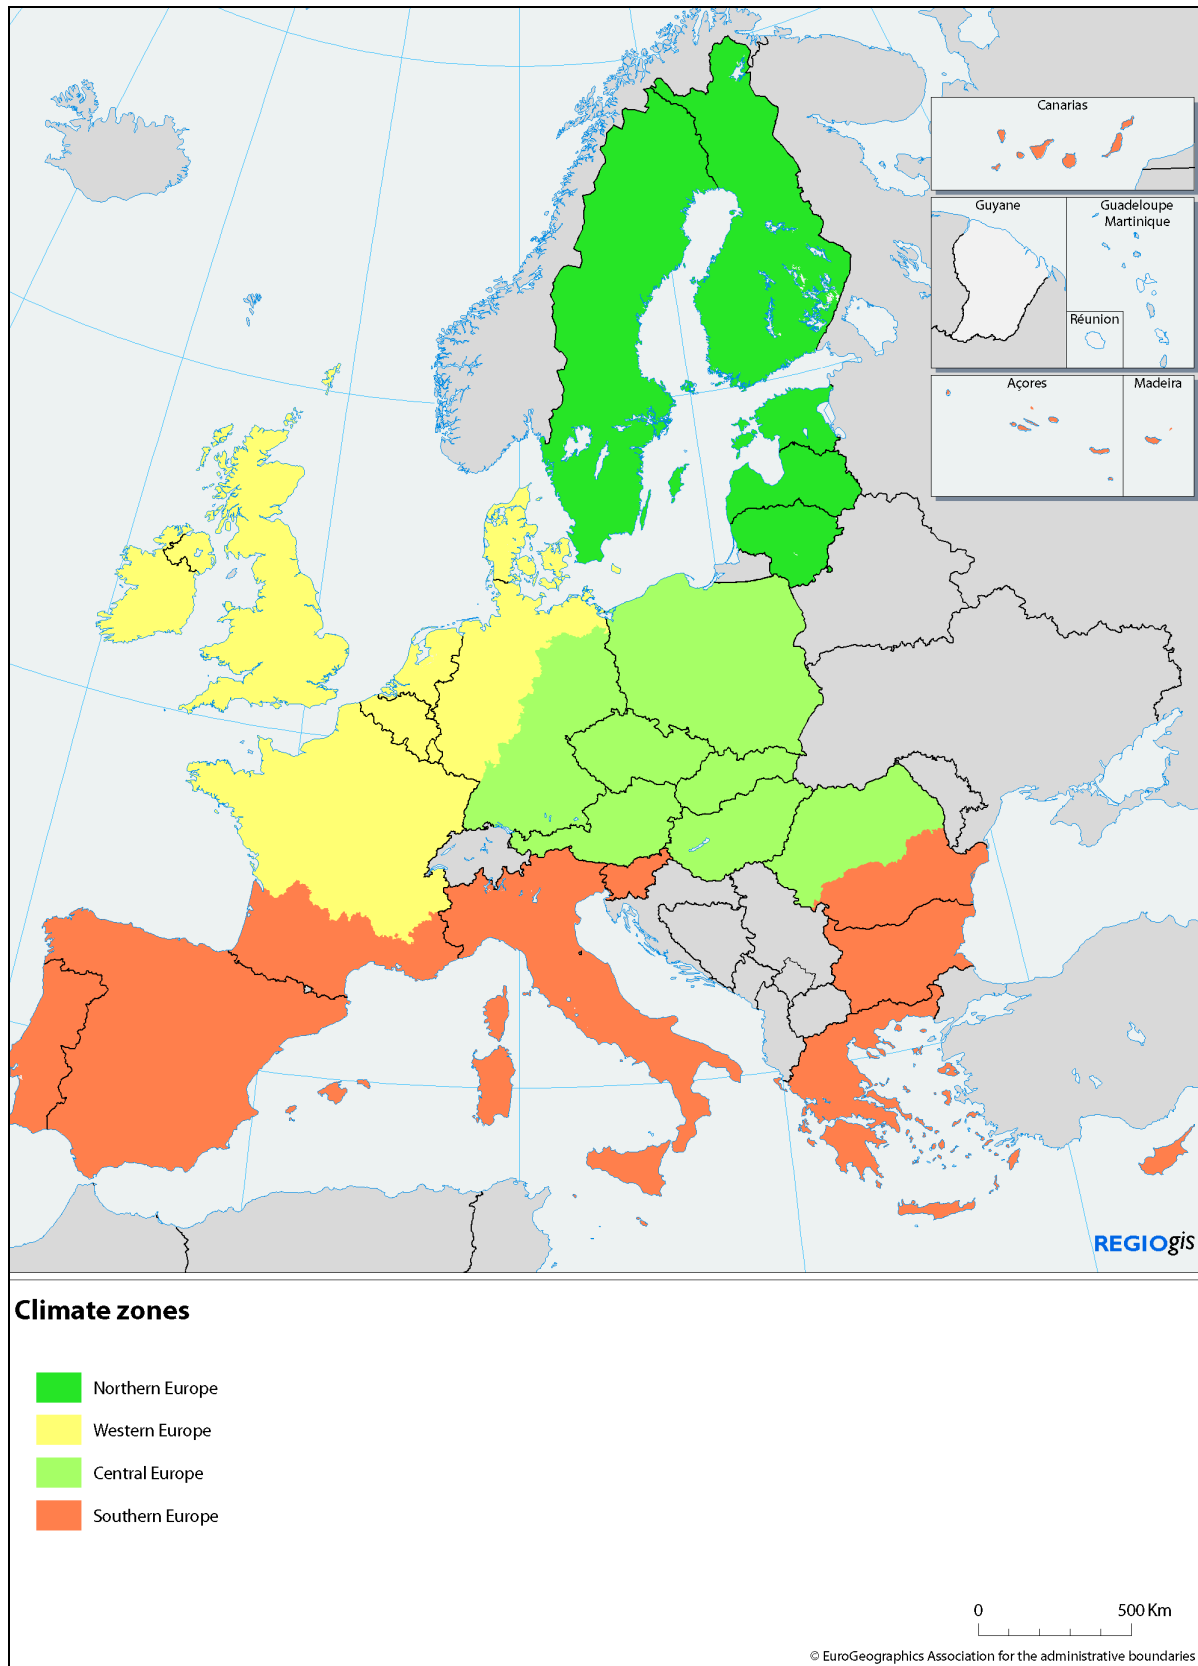 Canarias
Guyane
Guadeloupe
Martinique
Réunion
Açores
Madeira
REGIOgis
Climate zones
Northern Europe
Western Europe
Central Europe
Southern Europe
0 500 Km
© EuroGeographics Association for the administrative boundaries